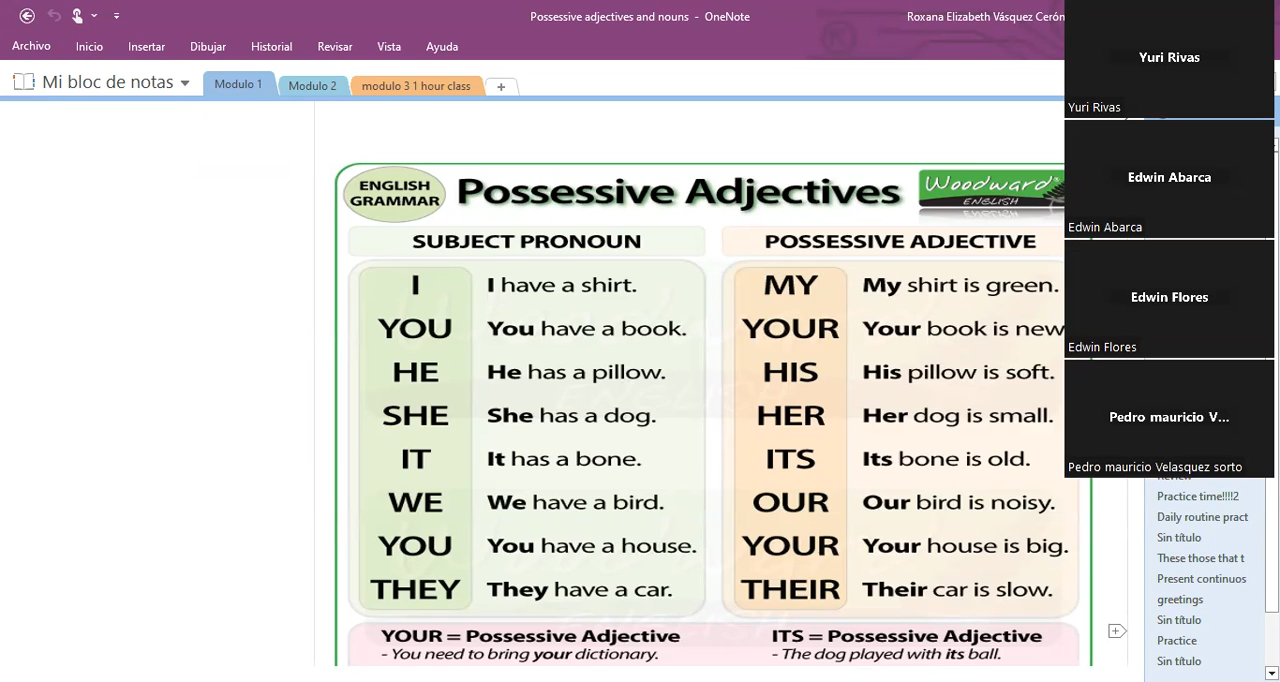 Possessive adjectives and nouns - OneNote
Roxana Elizabeth Vásquez Cerón
Archivo Inicio Insertar Dibujar Historial Revisar Vista Ayuda
Mi bloc de notas Modulo 1 Modulo 2 modulo 3 1 hour class +
Yuri Rivas
Yuri Rivas
Edwin Abarca
Edwin Abarca
Edwin Flores
Edwin Flores
Pedro mauricio V...
Pedro mauricio Velasquez sorto
ENGLISH
GRAMMAR
Possessive Adjectives
Woodward®
ENGLISH
SUBJECT PRONOUN POSSESSIVE ADJECTIVE
I I have a shirt. MY My shirt is green.
YOU You have a book. YOUR Your book is new
HE He has a pillow. HIS His pillow is soft.
SHE She has a dog. HER Her dog is small.
IT It has a bone. ITS Its bone is old.
WE We have a bird. OUR Our bird is noisy.
YOU You have a house. YOUR Your house is big.
THEY They have a car. THEIR Their car is slow.
YOUR = Possessive Adjective ITS = Possessive Adjective
- You need to bring your dictionary. - The dog played with its ball.
Review
Practice time!!!!2
Daily routine pract
Sin título
These those that t
Present continuos
greetings
Sin título
Practice
Sin título